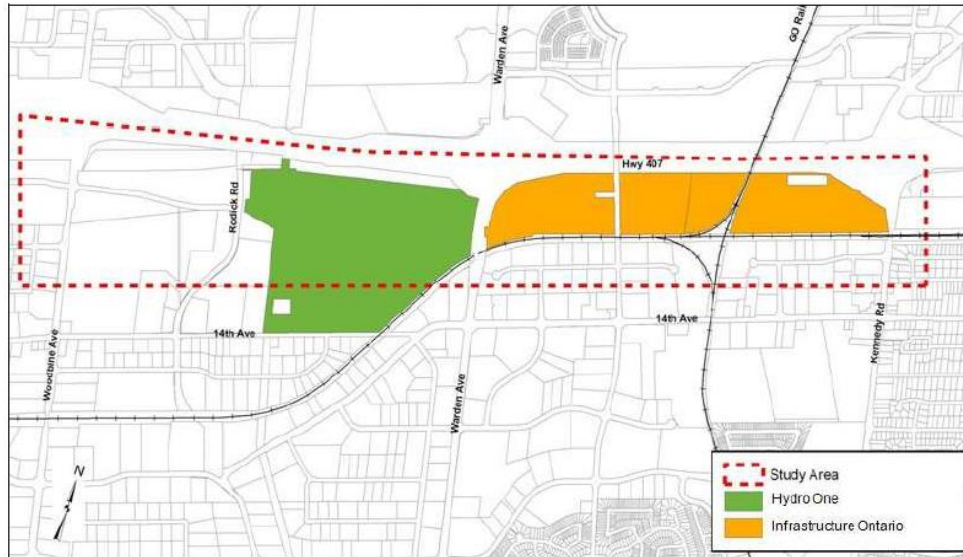 Warden Ave
GO Rail
Hwy 407
Rodick Rd
14th Ave
14th Ave
Woodbine Ave
Warden Ave
Kennedy Rd
N
Study Area
Hydro One
Infrastructure Ontario